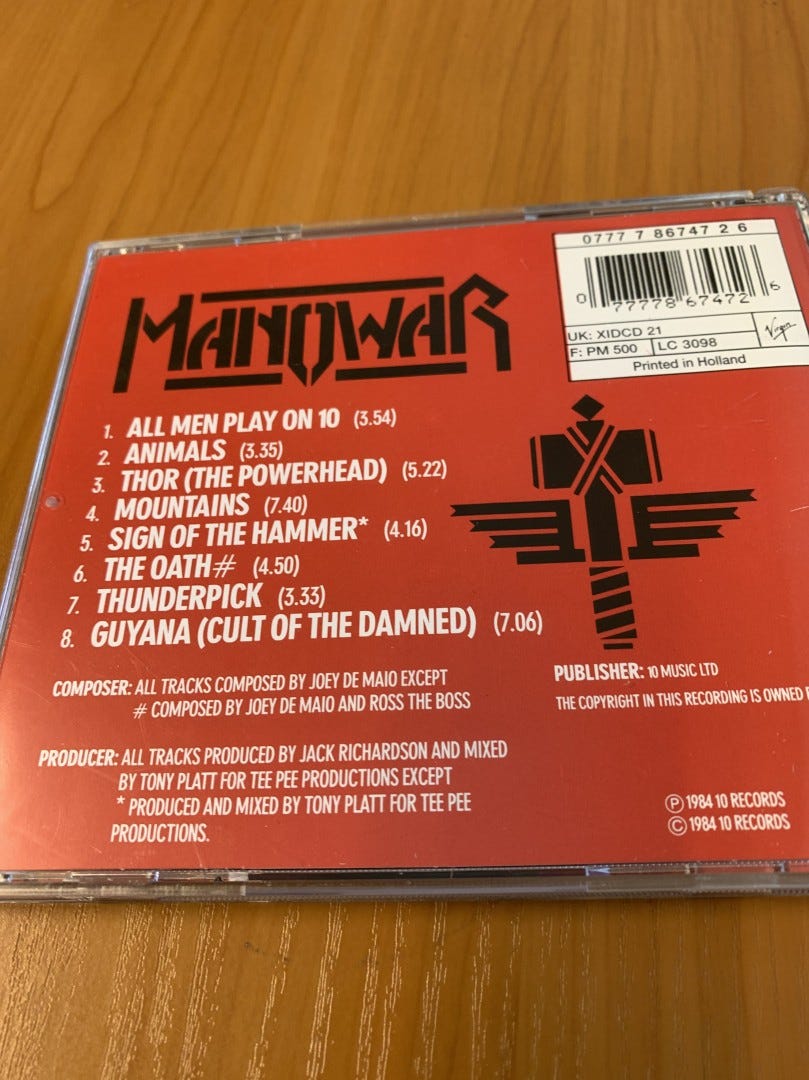 0777 7 86747 2 6
0 77778 67472 6
UK: XIDCD 21
F: PM 500 LC 3098
Virgin
Printed in Holland
MANOWAR
1. ALL MEN PLAY ON 10 (3.54)
2. ANIMALS (3.35)
3. THOR (THE POWERHEAD) (5.22)
4. MOUNTAINS (7.40)
5. SIGN OF THE HAMMER* (4.16)
6. THE OATH# (4.50)
7. THUNDERPICK (3.33)
8. GUYANA (CULT OF THE DAMNED) (7.06)
COMPOSER: ALL TRACKS COMPOSED BY JOEY DE MAIO EXCEPT
# COMPOSED BY JOEY DE MAIO AND ROSS THE BOSS
PUBLISHER: 10 MUSIC LTD
THE COPYRIGHT IN THIS RECORDING IS OWNED
PRODUCER: ALL TRACKS PRODUCED BY JACK RICHARDSON AND MIXED
BY TONY PLATT FOR TEE PEE PRODUCTIONS EXCEPT
* PRODUCED AND MIXED BY TONY PLATT FOR TEE PEE
PRODUCTIONS.
℗ 1984 10 RECORDS
© 1984 10 RECORDS